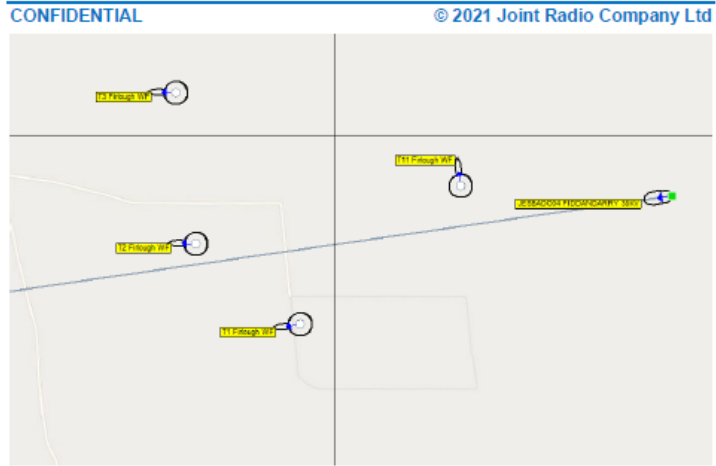 CONFIDENTIAL
© 2021 Joint Radio Company Ltd
T3 Firlough WF
T11 Firlough WF
JESBADO04 FIDDANDARRY 38kV
T2 Firlough WF
T1 Firlough WF